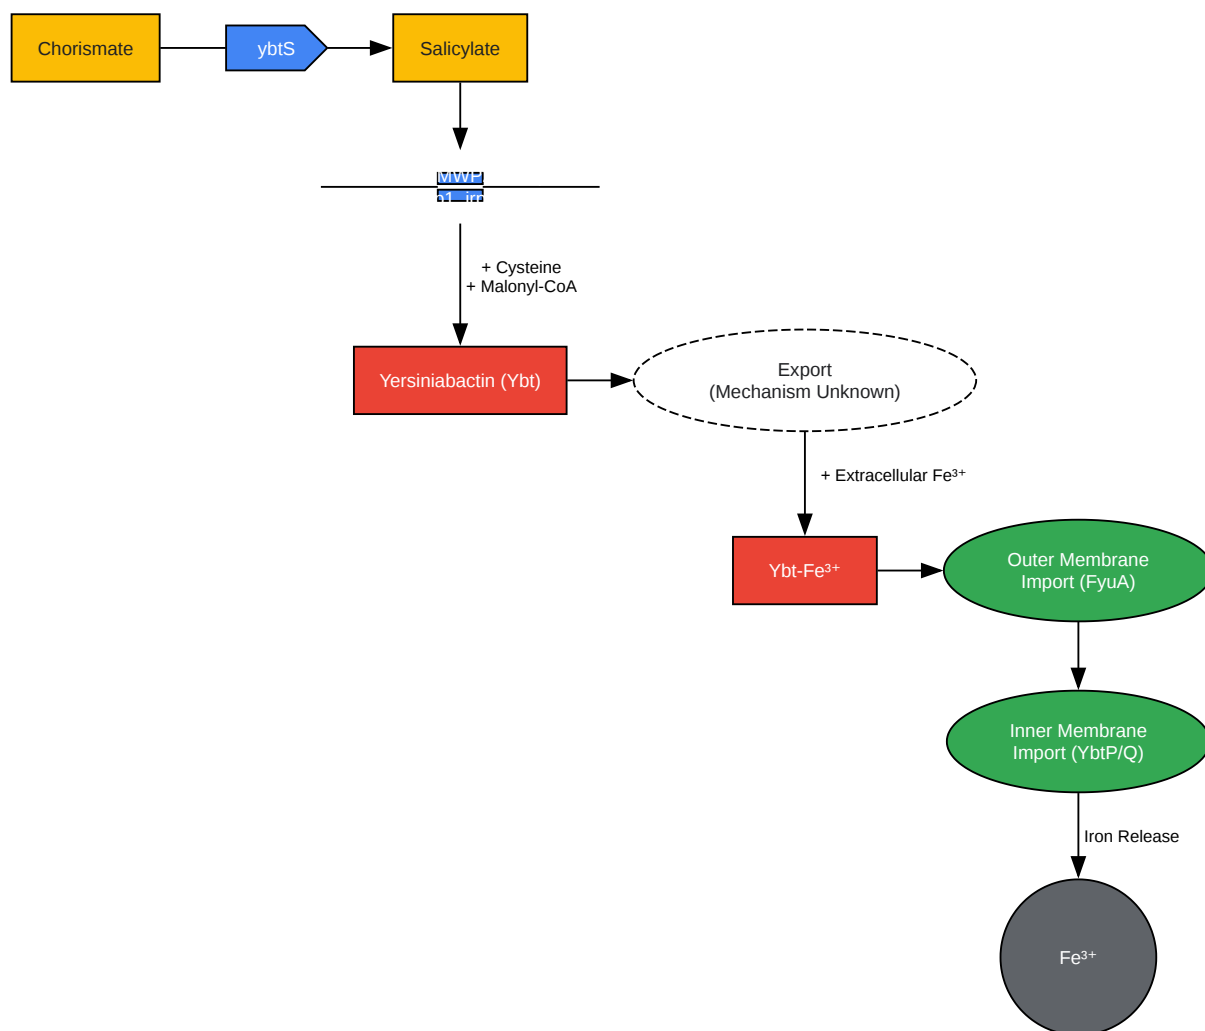 Chorismate
ybtS
Salicylate
+ Cysteine
+ Malonyl-CoA
Yersiniabactin (Ybt)
Export
(Mechanism Unknown)
+ Extracellular Fe³⁺
Ybt-Fe³⁺
Outer Membrane
Import (FyuA)
Inner Membrane
Import (YbtP/Q)
Iron Release
Fe³⁺